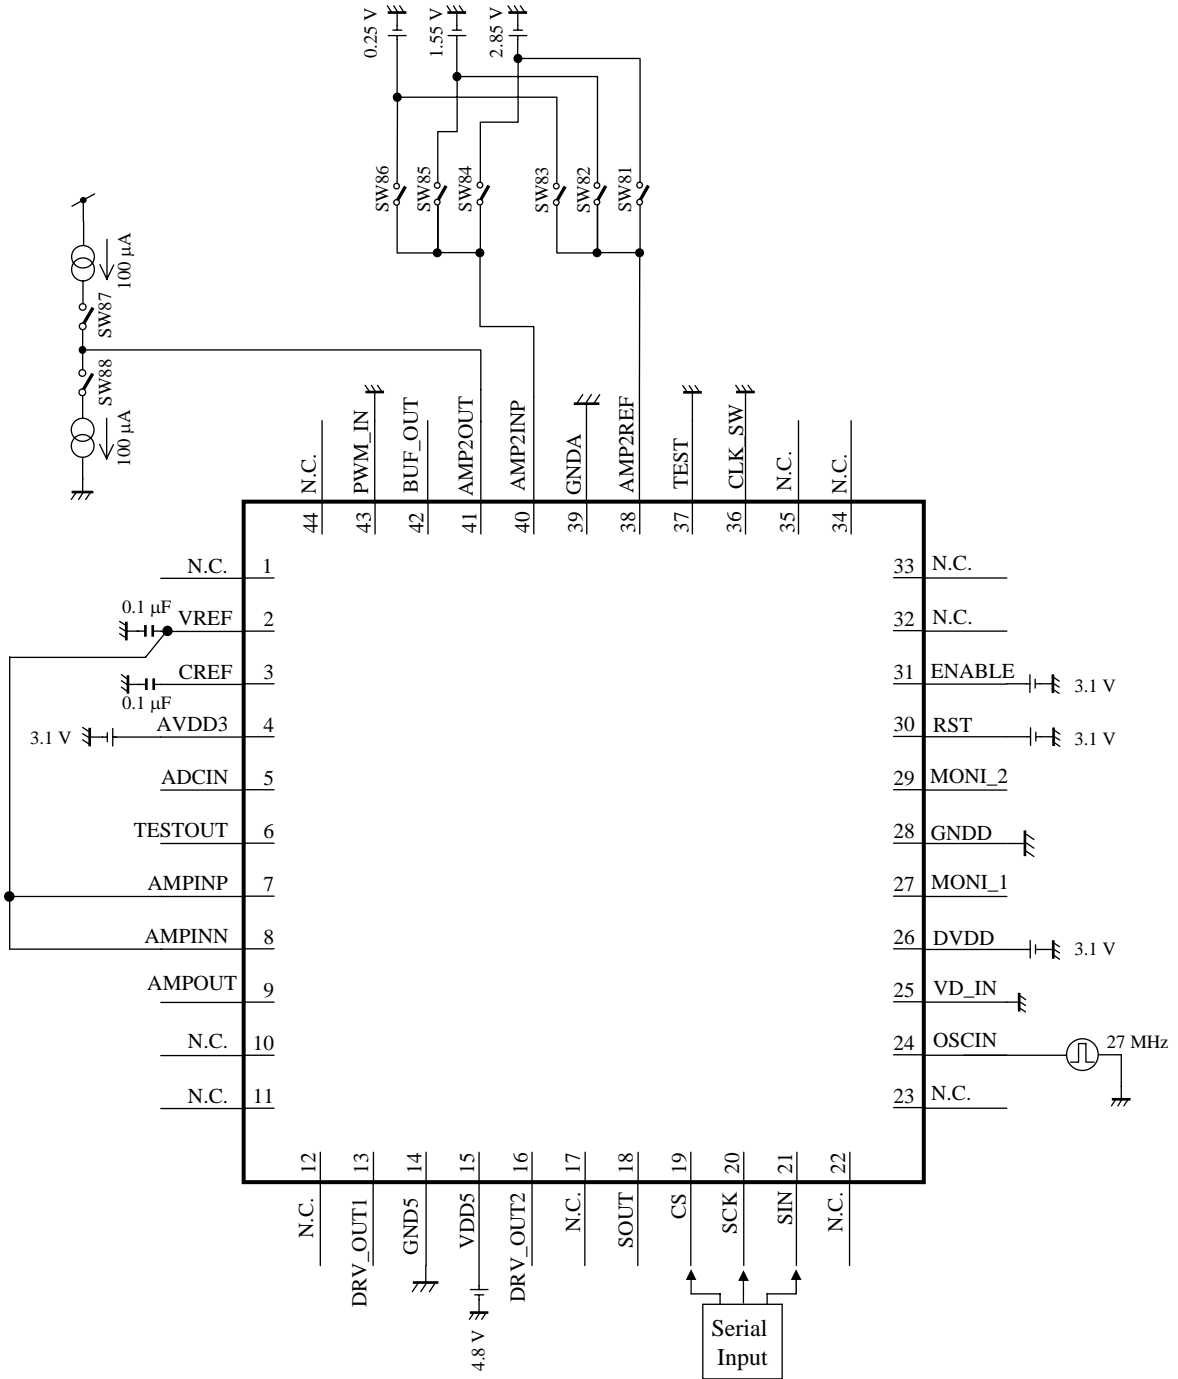 0.25 V
1.55 V
2.85 V
SW86
SW85
SW84
SW83
SW82
SW81
100 μA
SW87
SW88
100 μA
N.C.
PWM_IN
BUF_OUT
AMP2OUT
AMP2INP
GNDA
AMP2REF
TEST
CLK_SW
N.C.
N.C.
44
43
42
41
40
39
38
37
36
35
34
N.C. 1
0.1 μF
VREF 2
CREF 3
0.1 μF
3.1 V
AVDD3 4
ADCIN 5
TESTOUT 6
AMPINP 7
AMPINN 8
AMPOUT 9
N.C. 10
N.C. 11
33 N.C.
32 N.C.
31 ENABLE
3.1 V
30 RST
3.1 V
29 MONI_2
28 GNDD
27 MONI_1
26 DVDD
3.1 V
25 VD_IN
24 OSCIN
27 MHz
23 N.C.
12
13
14
15
16
17
18
19
20
21
22
N.C.
DRV_OUT1
GND5
VDD5
DRV_OUT2
N.C.
SOUT
CS
SCK
SIN
N.C.
4.8 V
Serial
Input